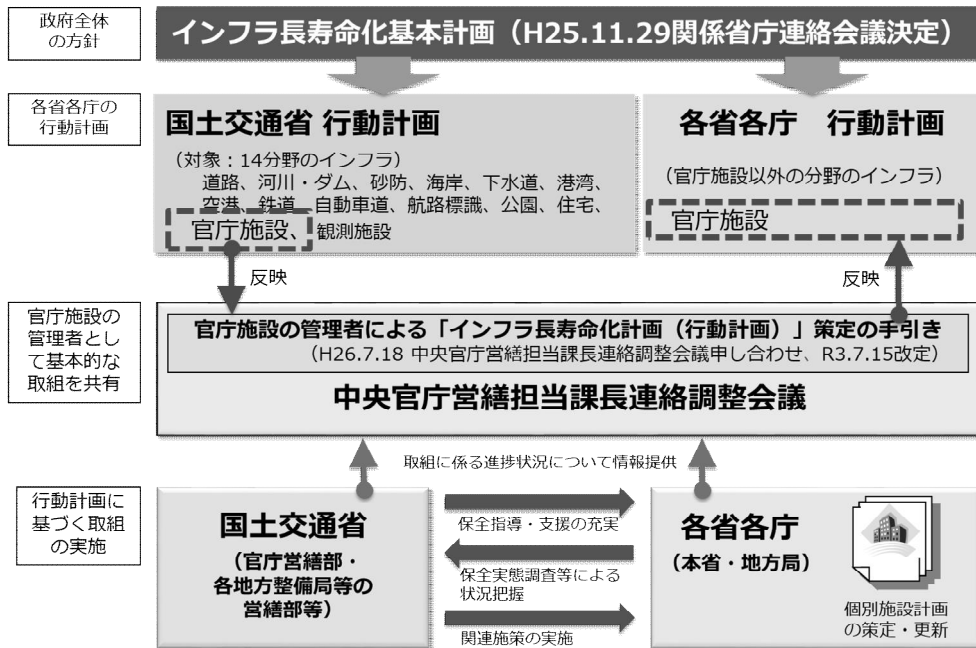 政府全体
の方針
インフラ長寿命化基本計画（H25.11.29関係省庁連絡会議決定）
各省各庁の
行動計画
国土交通省 行動計画
（対象：14分野のインフラ）
道路、河川・ダム、砂防、海岸、下水道、港湾、
空港、鉄道、自動車道、航路標識、公園、住宅、
官庁施設、観測施設
各省各庁　行動計画
（官庁施設以外の分野のインフラ）
官庁施設
反映
反映
官庁施設の
管理者とし
て基本的な
取組を共有
官庁施設の管理者による「インフラ長寿命化計画（行動計画）」策定の手引き
（H26.7.18 中央官庁営繕担当課長連絡調整会議申し合わせ、R3.7.15改定）
中央官庁営繕担当課長連絡調整会議
取組に係る進捗状況について情報提供
行動計画に
基づく取組
の実施
国土交通省
（官庁営繕部・
各地方整備局等の
営繕部等）
保全指導・支援の充実
保全実態調査等による
状況把握
関連施策の実施
各省各庁
（本省・地方局）
個別施設計画
の策定・更新